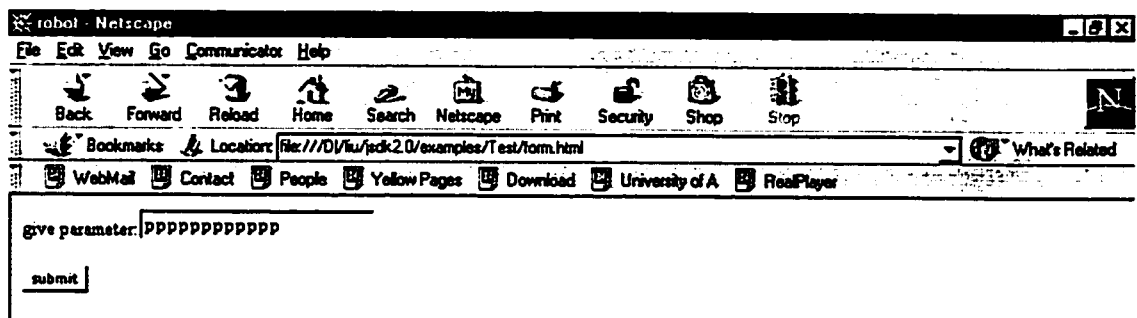 robot - Netscape
File Edit View Go Communicator Help
Back Forward Reload Home Search Netscape Print Security Shop Stop
Bookmarks Location: file:///D|/liu/jsdk2.0/examples/Test/form.html What's Related
WebMail Contact People Yellow Pages Download University of A RealPlayer
give parameter: pppppppppppp
submit